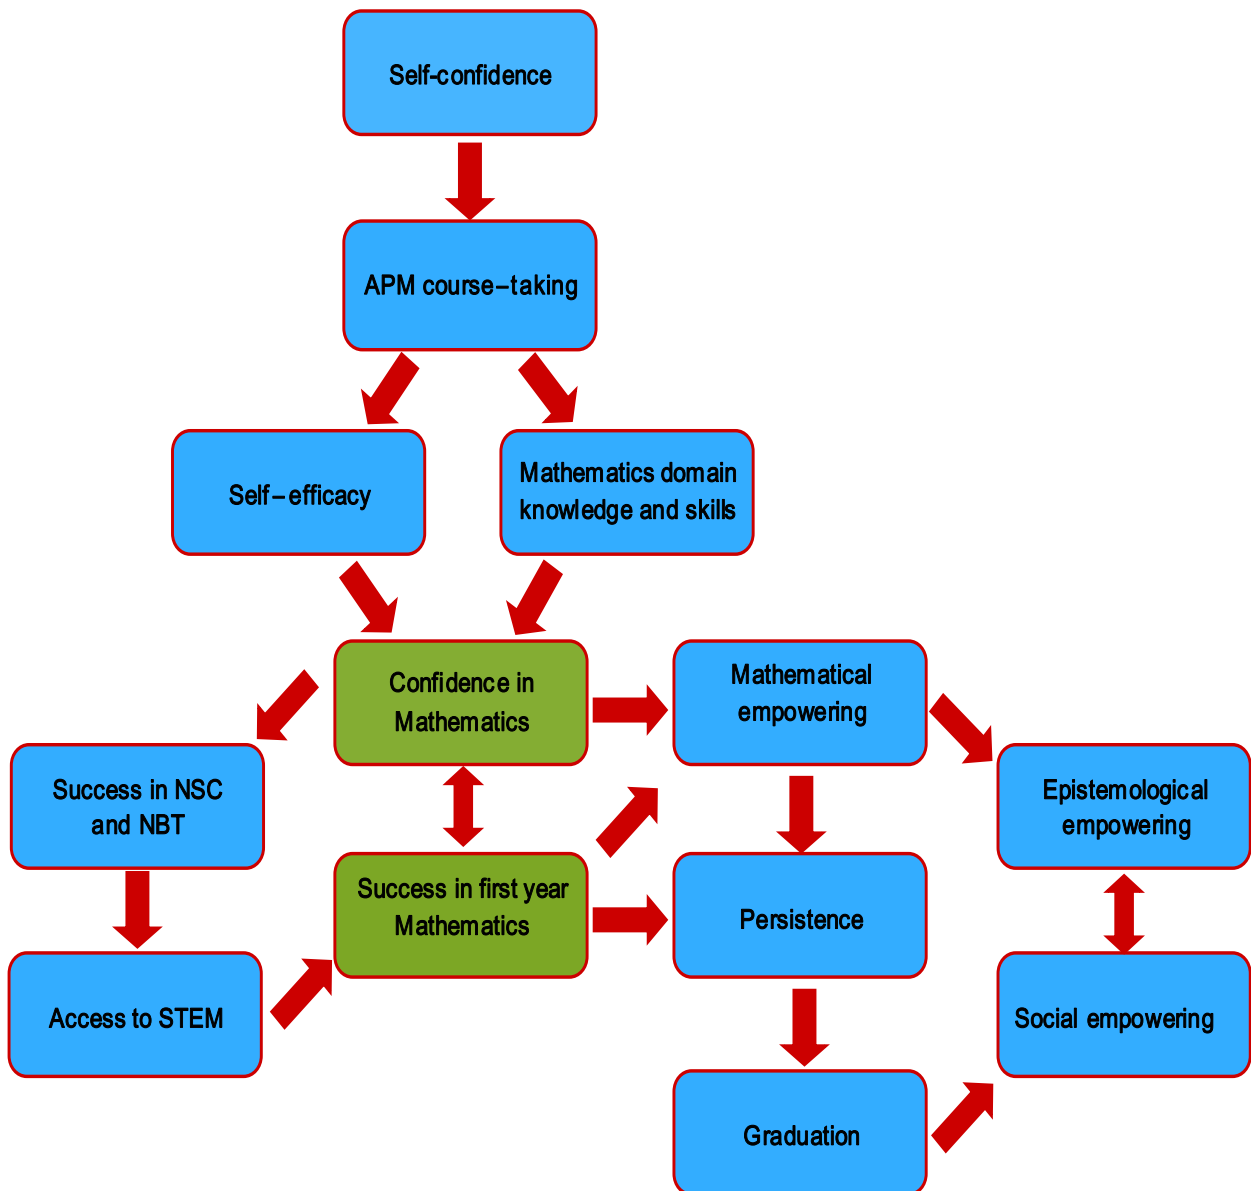 Self-confidence
APM course–taking
Self–efficacy
Mathematics domain
knowledge and skills
Confidence in
Mathematics
Mathematical
empowering
Success in NSC
and NBT
Epistemological
empowering
Success in first year
Mathematics
Persistence
Access to STEM
Social empowering
Graduation